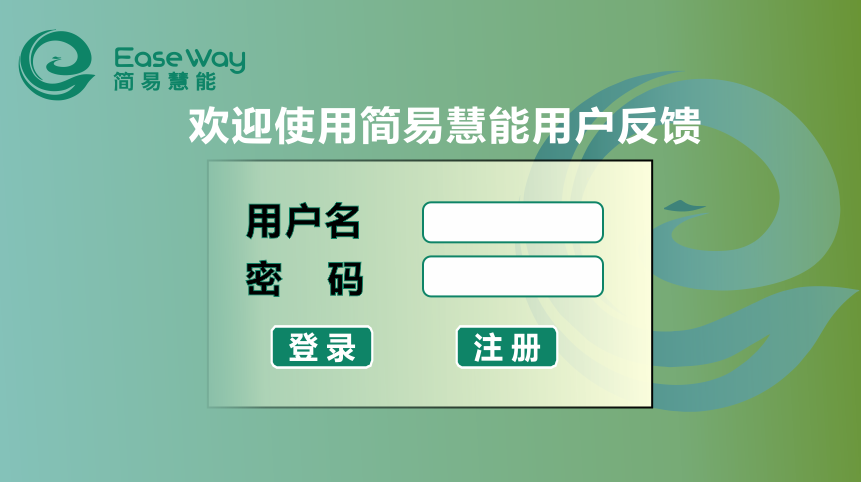 EaseWay
简易慧能
欢迎使用简易慧能用户反馈
用户名
密 码
登录
注册